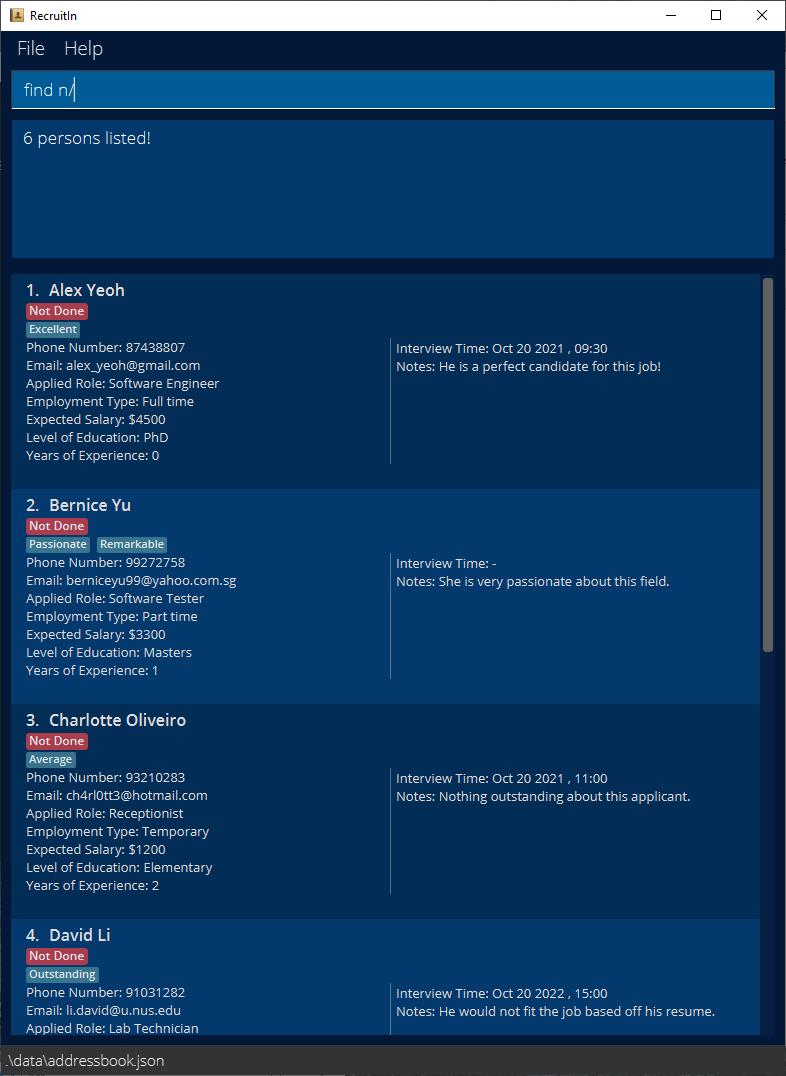 RecruitIn
File Help
find n/
6 persons listed!
1. Alex Yeoh
Not Done
Excellent
Phone Number: 87438807
Email: alex_yeoh@gmail.com
Applied Role: Software Engineer
Employment Type: Full time
Expected Salary: $4500
Level of Education: PhD
Years of Experience: 0
Interview Time: Oct 20 2021 , 09:30
Notes: He is a perfect candidate for this job!
2. Bernice Yu
Not Done
Passionate Remarkable
Phone Number: 99272758
Email: berniceyu99@yahoo.com.sg
Applied Role: Software Tester
Employment Type: Part time
Expected Salary: $3300
Level of Education: Masters
Years of Experience: 1
Interview Time: -
Notes: She is very passionate about this field.
3. Charlotte Oliveiro
Not Done
Average
Phone Number: 93210283
Email: ch4rl0tt3@hotmail.com
Applied Role: Receptionist
Employment Type: Temporary
Expected Salary: $1200
Level of Education: Elementary
Years of Experience: 2
Interview Time: Oct 20 2021 , 11:00
Notes: Nothing outstanding about this applicant.
4. David Li
Not Done
Outstanding
Phone Number: 91031282
Email: li.david@u.nus.edu
Applied Role: Lab Technician
Interview Time: Oct 20 2022 , 15:00
Notes: He would not fit the job based off his resume.
.\data\addressbook.json